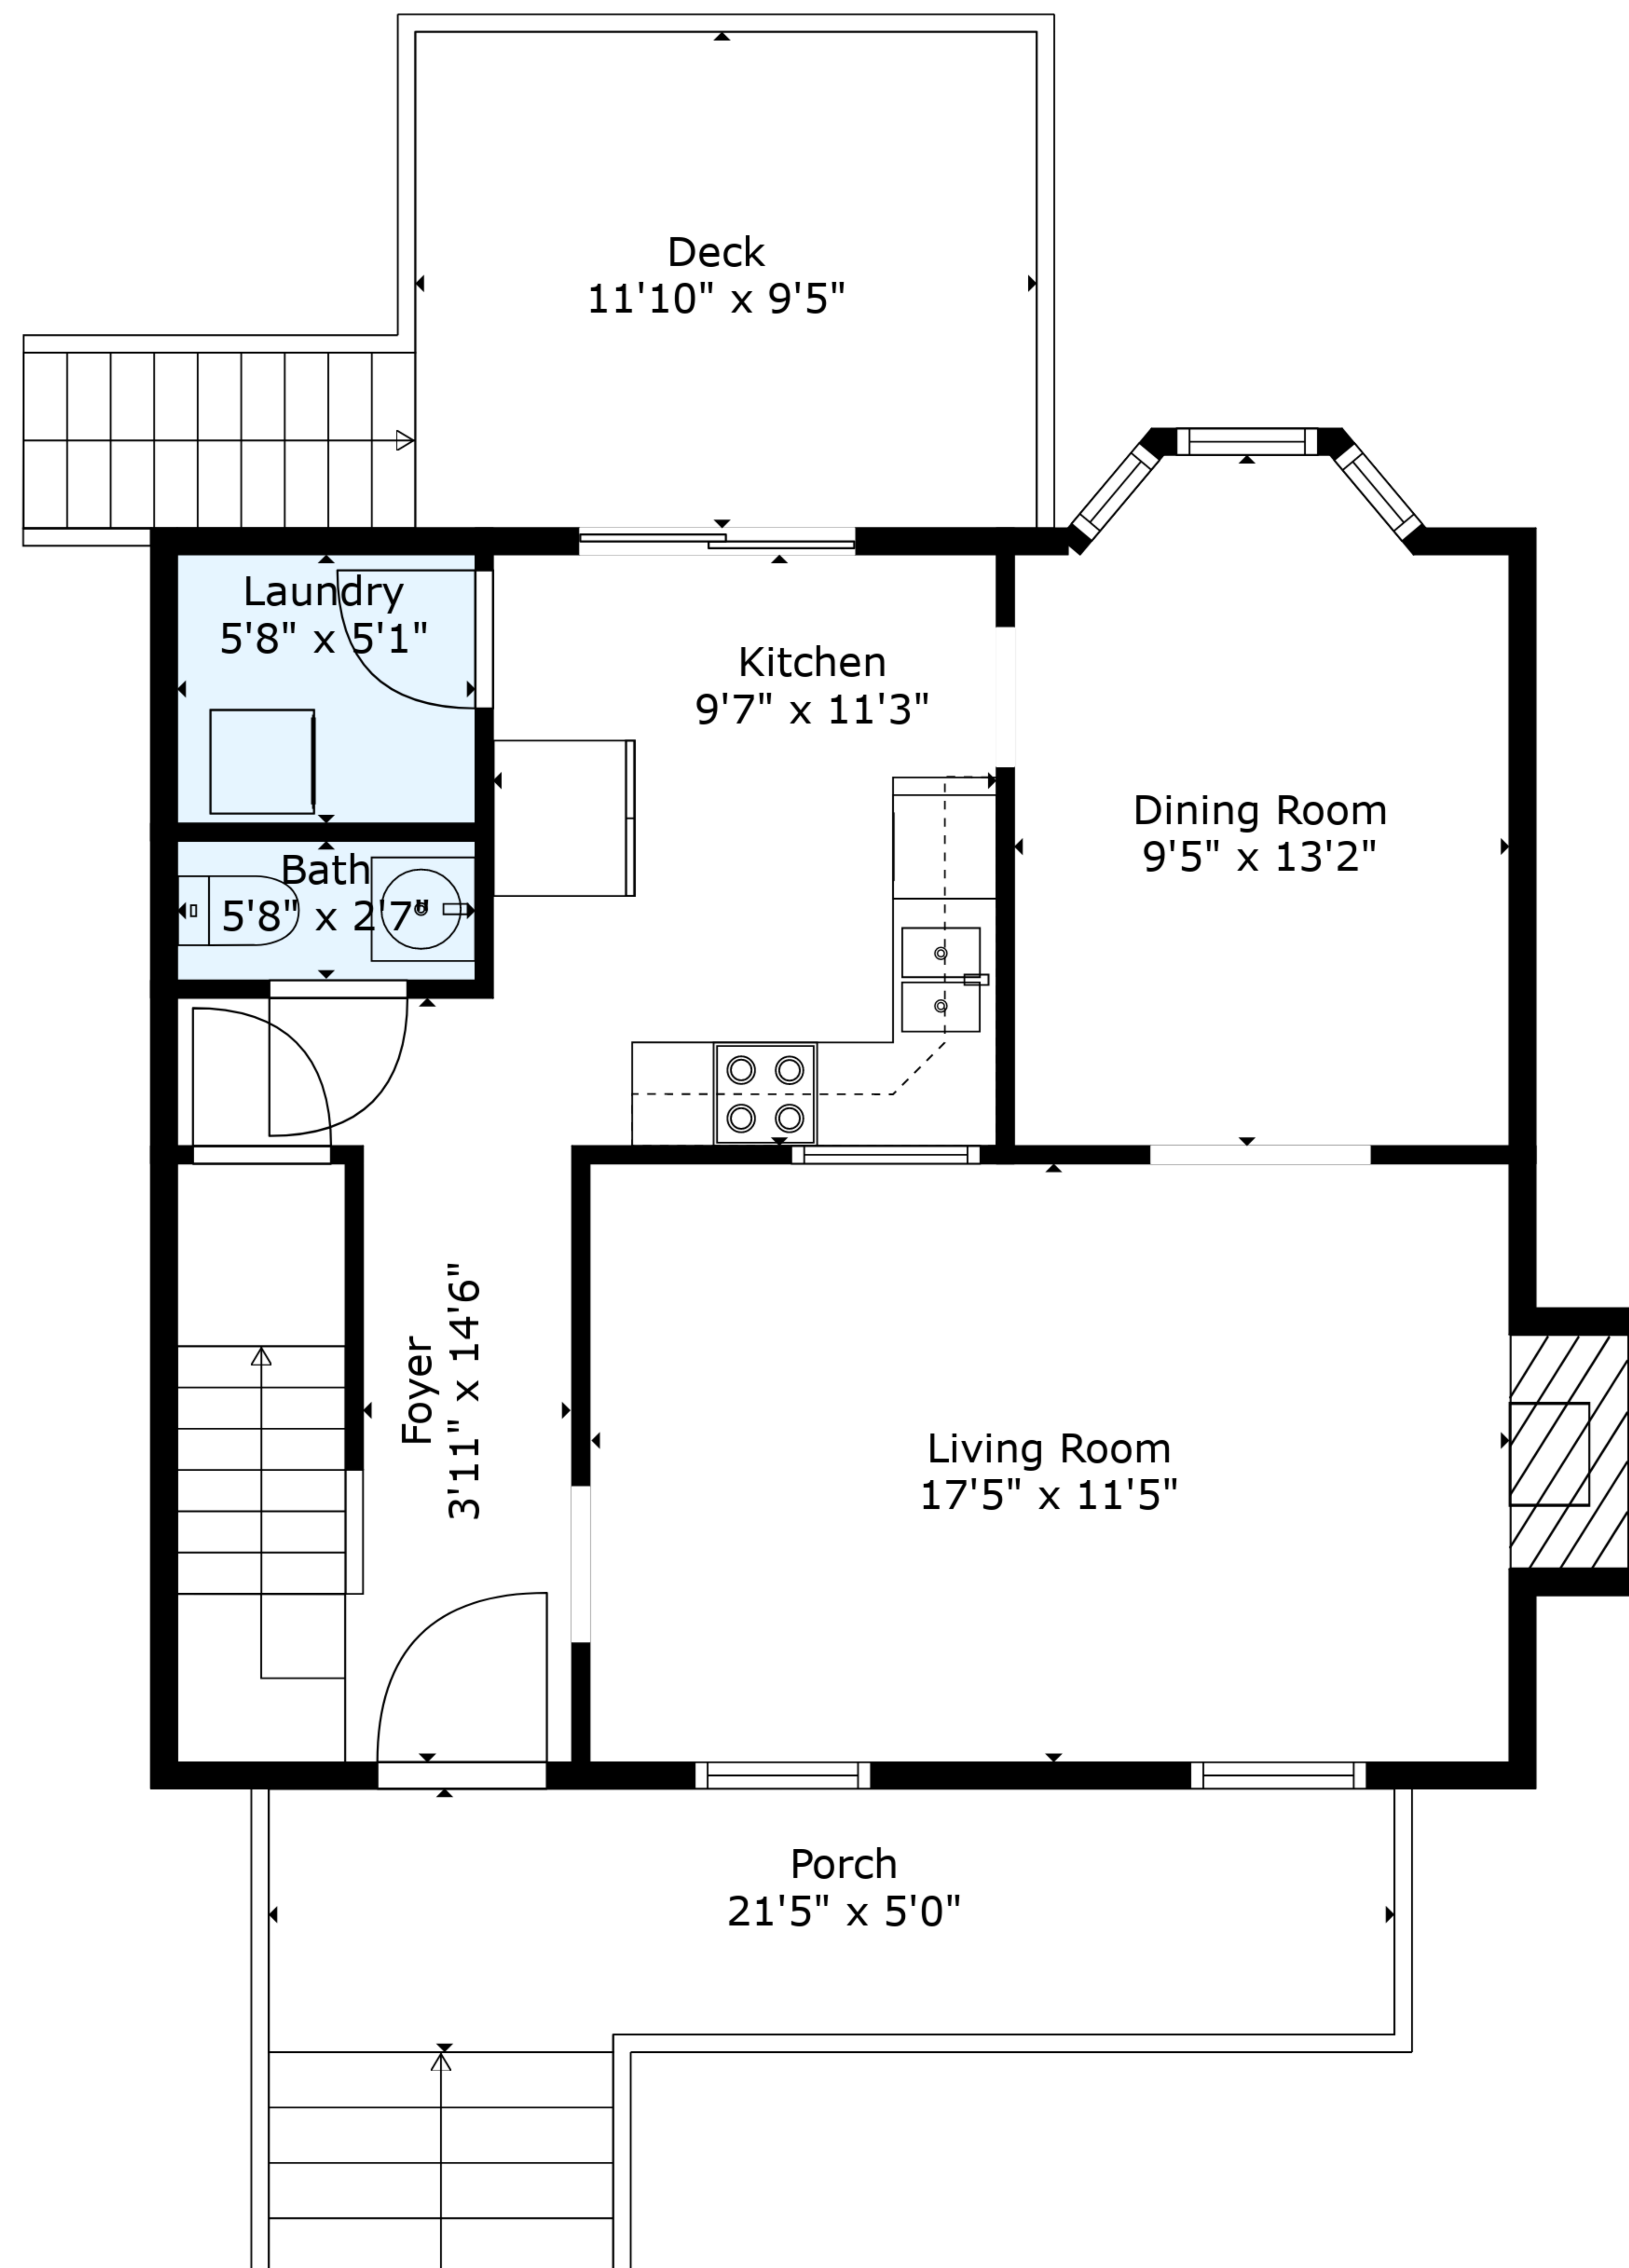 Deck
11'10" x 9'5"
Laundry
5'8" x 5'1"
Kitchen
9'7" x 11'3"
Dining Room
9'5" x 13'2"
Bath
5'8" x 2'7"
Foyer
3'11" x 14'6"
Living Room
17'5" x 11'5"
Porch
21'5" x 5'0"